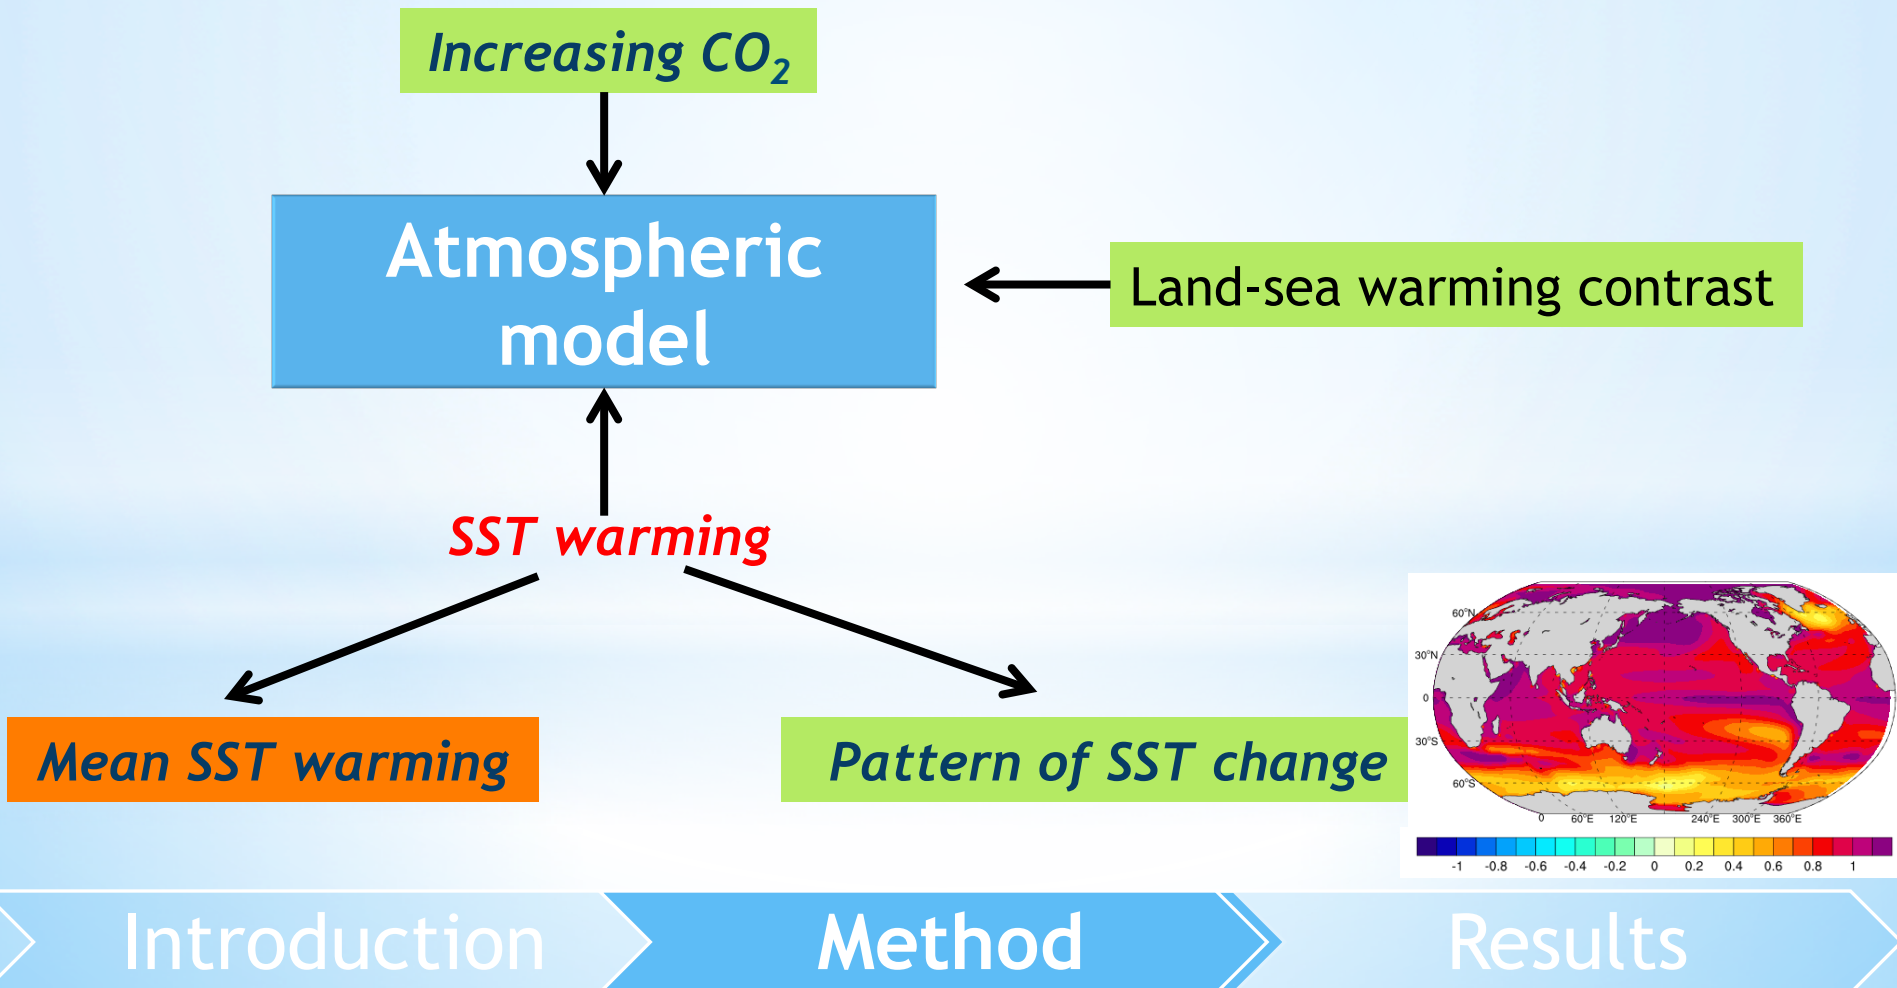 Increasing CO₂
Atmospheric
model
Land-sea warming contrast
SST warming
Mean SST warming
Pattern of SST change
60°N
30°N
0
30°S
60°S
0 60°E 120°E 240°E 300°E 360°E
-1 -0.8 -0.6 -0.4 -0.2 0 0.2 0.4 0.6 0.8 1
Introduction Method Results